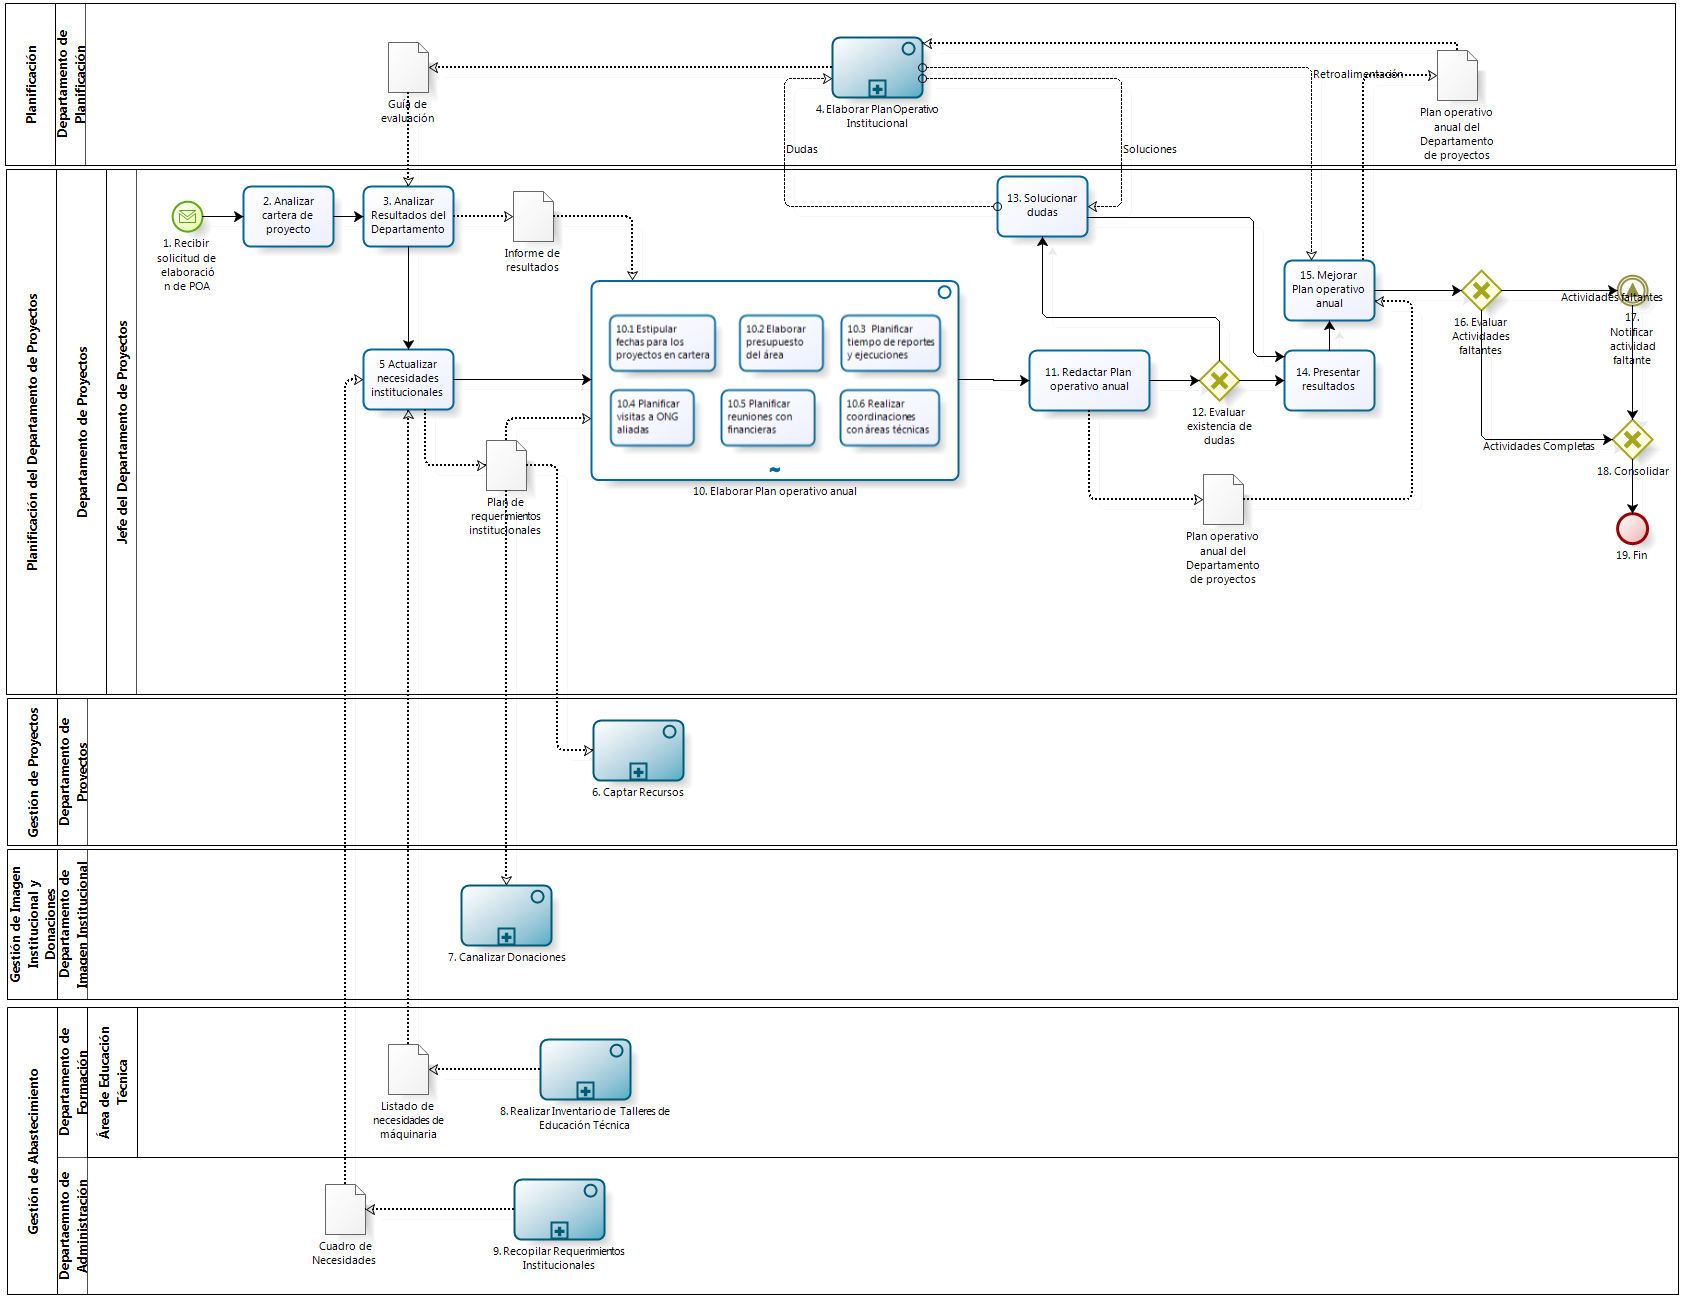 Planificación
Departamento de
Planificación
Guía de
evaluación
4. Elaborar Plan Operativo
Institucional
Retroalimentación
Plan operativo
anual del
Departamento
de proyectos
Dudas
Soluciones
Planificación del Departamento de Proyectos
Departamento de Proyectos
Jefe del Departamento de Proyectos
1. Recibir
solicitud de
elaboració
n de POA
2. Analizar
cartera de
proyecto
3. Analizar
Resultados del
Departamento
Informe de
resultados
13. Solucionar
dudas
5 Actualizar
necesidades
institucionales
Plan de
requerimientos
institucionales
10.1 Estipular
fechas para los
proyectos en cartera
10.2 Elaborar
presupuesto
del área
10.3 Planificar
tiempo de reportes
y ejecuciones
10.4 Planificar
visitas a ONG
aliadas
10.5 Planificar
reuniones con
financieras
10.6 Realizar
coordinaciones
con áreas técnicas
10. Elaborar Plan operativo anual
11. Redactar Plan
operativo anual
12. Evaluar
existencia de
dudas
14. Presentar
resultados
15. Mejorar
Plan operativo
anual
16. Evaluar
Actividades
faltantes
Actividades faltantes
17.
Notificar
actividad
faltante
Actividades Completas
18. Consolidar
19. Fin
Plan operativo
anual del
Departamento
de proyectos
Gestión de Proyectos
Departamento de
Proyectos
6. Captar Recursos
Gestión de Imagen
Institucional y
Donaciones
Departamento de
Imagen Institucional
7. Canalizar Donaciones
Gestión de Abastecimiento
Departamento de
Formación
Área de Educación
Técnica
Listado de
necesidades de
máquinaria
8. Realizar Inventario de Talleres de
Educación Técnica
Departaemnto de
Administración
Cuadro de
Necesidades
9. Recopilar Requerimientos
Institucionales